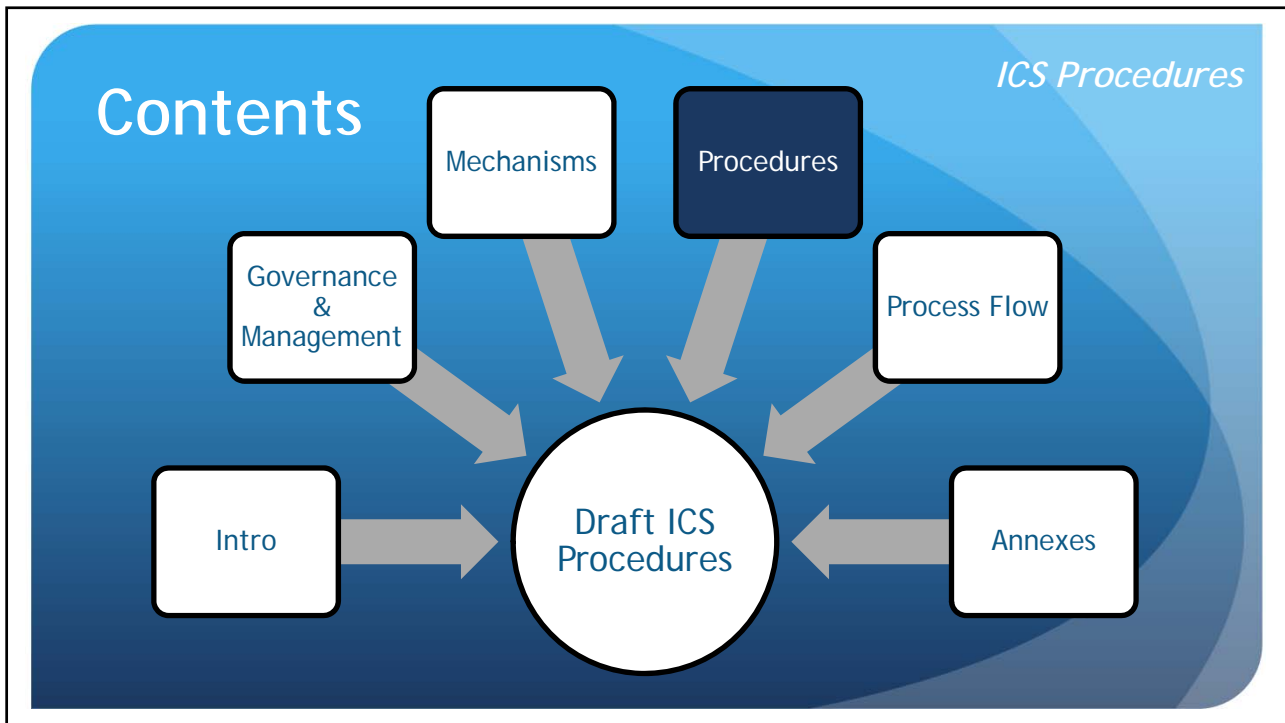 ICS Procedures
Contents
Mechanisms
Procedures
Governance
&
Management
Process Flow
Intro
Draft ICS
Procedures
Annexes